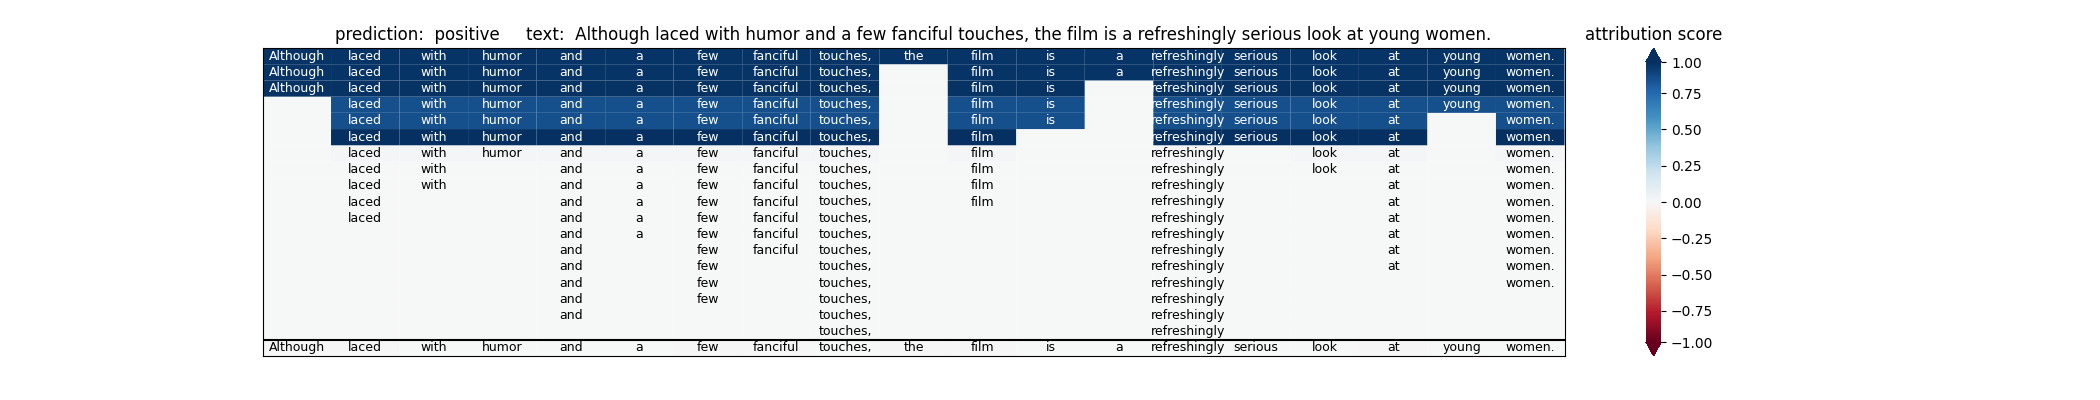 prediction: positive text: Although laced with humor and a few fanciful touches, the film is a refreshingly serious look at young women. attribution score
Although laced with humor and a few fanciful touches, the film is a refreshingly serious look at young women. 1.00
Although laced with humor and a few fanciful touches, film is a refreshingly serious look at young women.
Although laced with humor and a few fanciful touches, film is refreshingly serious look at young women. 0.75
laced with humor and a few fanciful touches, film is refreshingly serious look at young women.
laced with humor and a few fanciful touches, film is refreshingly serious look at women. 0.50
laced with humor and a few fanciful touches, film refreshingly serious look at women.
laced with humor and a few fanciful touches, film refreshingly look at women. 0.25
laced with and a few fanciful touches, film refreshingly look at women.
laced with and a few fanciful touches, film refreshingly at women.
laced and a few fanciful touches, film refreshingly at women. 0.00
laced and a few fanciful touches, refreshingly at women.
and a few fanciful touches, refreshingly at women. −0.25
and few fanciful touches, refreshingly at women.
and few touches, refreshingly at women. −0.50
and few touches, refreshingly women.
and few touches, refreshingly
and touches, refreshingly −0.75
touches, refreshingly
Although laced with humor and a few fanciful touches, the film is a refreshingly serious look at young women. −1.00